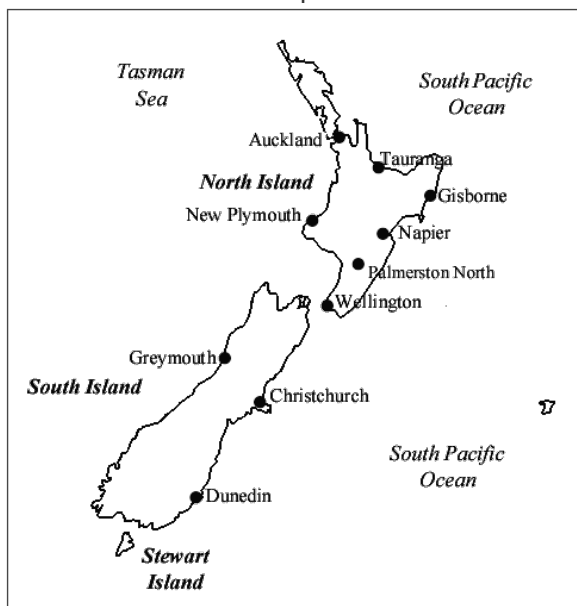 Tasman
Sea
South Pacific
Ocean
Auckland
Tauranga
North Island
Gisborne
New Plymouth
Napier
Palmerston North
Wellington
Greymouth
South Island
Christchurch
South Pacific
Ocean
Dunedin
Stewart
Island